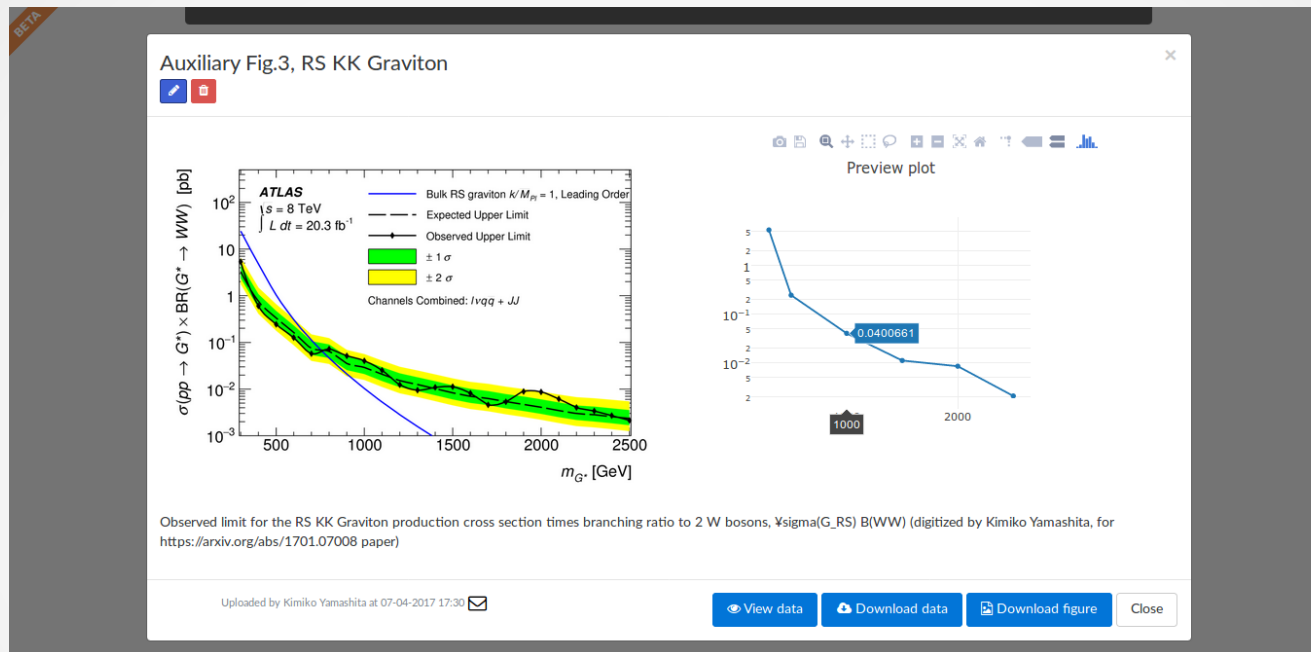 BETA
Auxiliary Fig.3, RS KK Graviton
×
σ(pp → G*) × BR(G* → WW) [pb]
10²
10
1
10⁻¹
10⁻²
10⁻³
ATLAS
√s = 8 TeV
∫ L dt = 20.3 fb⁻¹
Bulk RS graviton k/M_Pl = 1, Leading Order
Expected Upper Limit
Observed Upper Limit
± 1 σ
± 2 σ
Channels Combined: lνqq + JJ
500 1000 1500 2000 2500
m_G* [GeV]
Preview plot
5
2
1
5
2
10⁻¹
5
2
10⁻²
5
2
0.0400661
1000
2000
Observed limit for the RS KK Graviton production cross section times branching ratio to 2 W bosons, ¥sigma(G_RS) B(WW) (digitized by Kimiko Yamashita, for
https://arxiv.org/abs/1701.07008 paper)
Uploaded by Kimiko Yamashita at 07-04-2017 17:30
View data
Download data
Download figure
Close